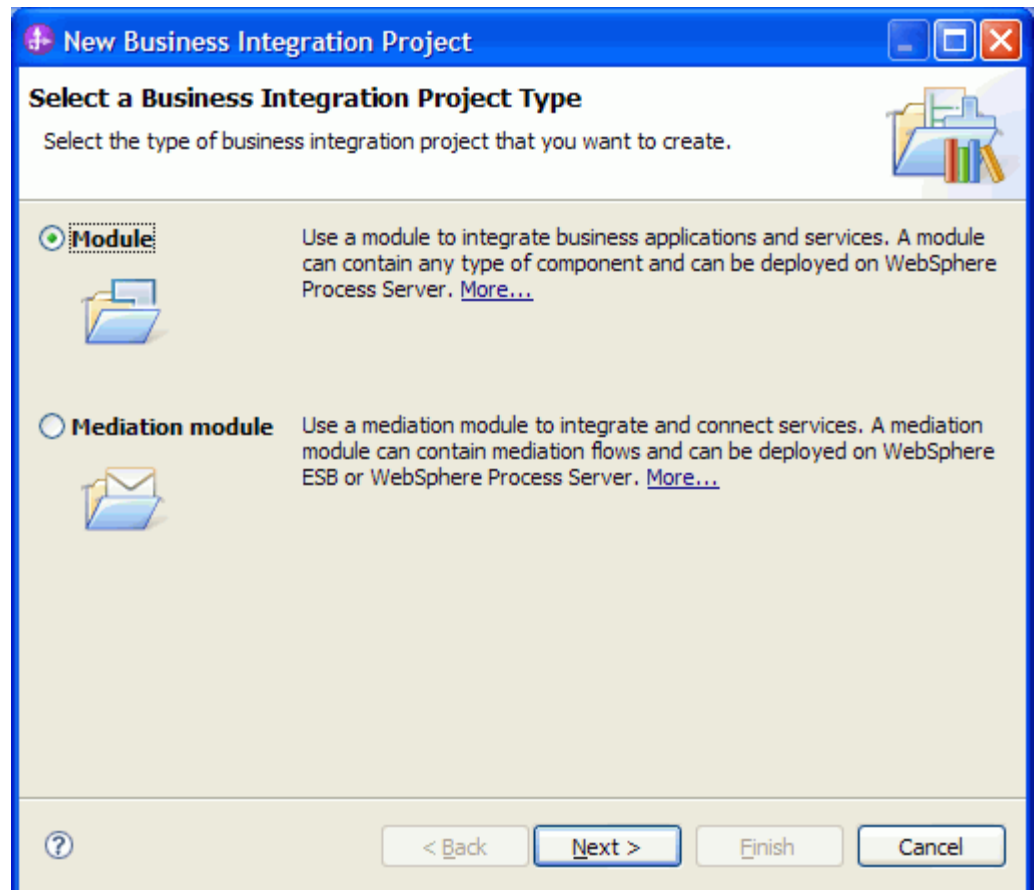 New Business Integration Project
Select a Business Integration Project Type
Select the type of business integration project that you want to create.
Module
Use a module to integrate business applications and services. A module
can contain any type of component and can be deployed on WebSphere
Process Server. More...
Mediation module
Use a mediation module to integrate and connect services. A mediation
module can contain mediation flows and can be deployed on WebSphere
ESB or WebSphere Process Server. More...
? < Back Next > Finish Cancel